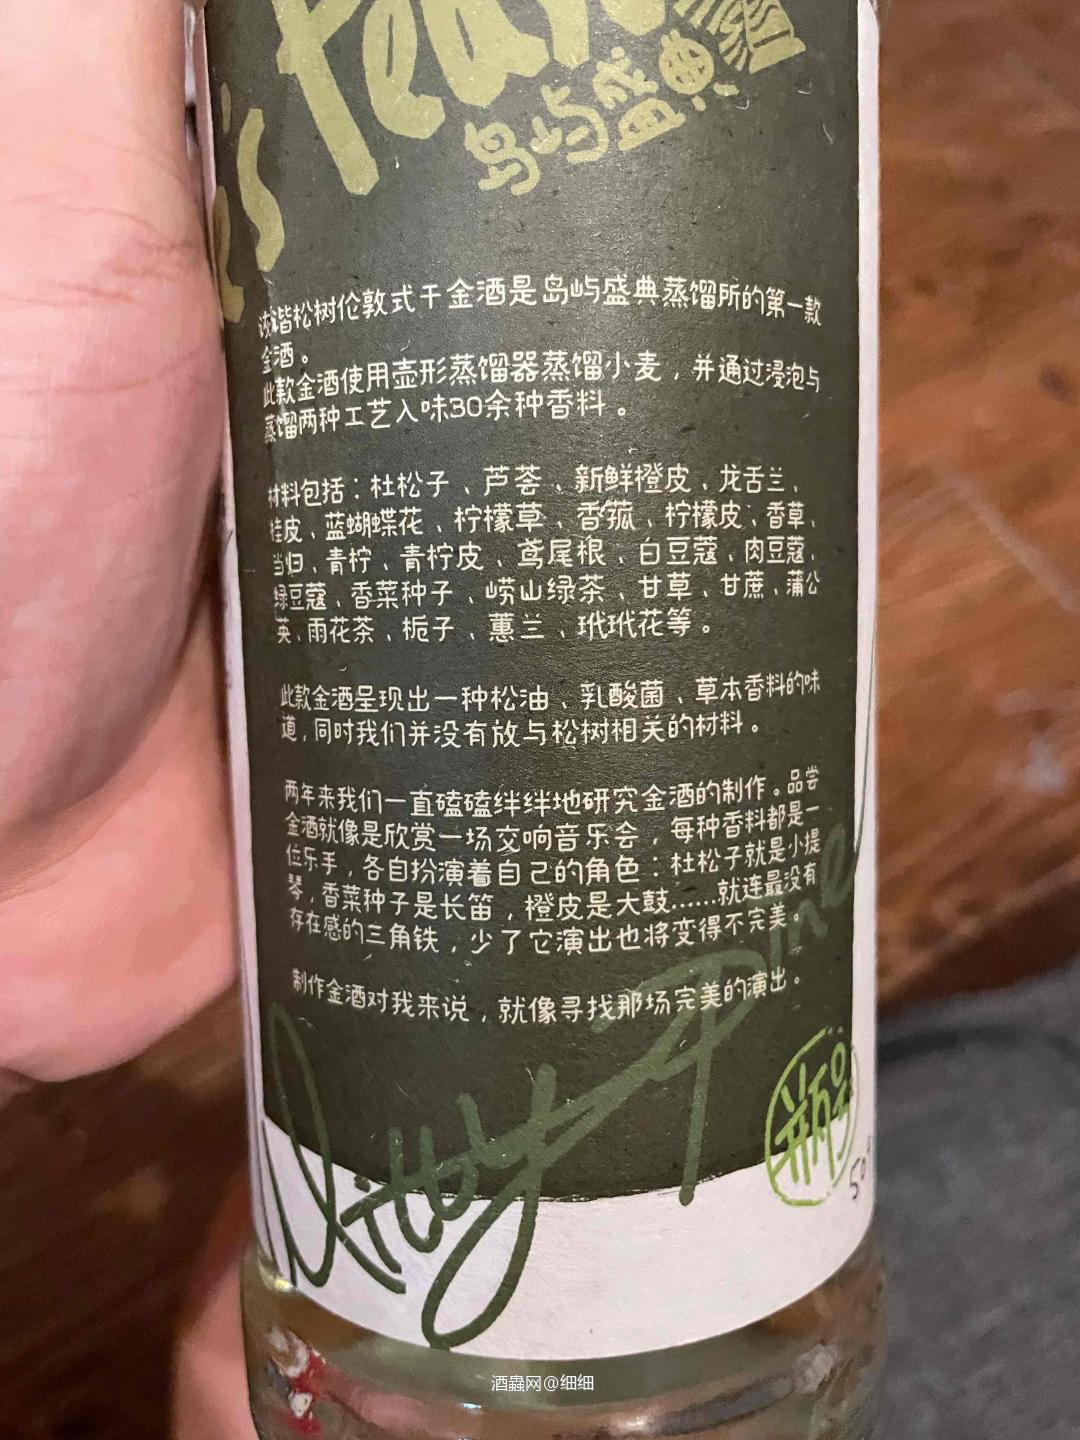 岛屿盛典
诙谐松树伦敦式干金酒是岛屿盛典蒸馏所的第一款
金酒。
此款金酒使用壶形蒸馏器蒸馏小麦，并通过浸泡与
蒸馏两种工艺入味30余种香料。
材料包括：杜松子、芦荟、新鲜橙皮、龙舌兰、
桂皮、蓝蝴蝶花、柠檬草、香菰、柠檬皮、香草、
当归、青柠、青柠皮、鸢尾根、白豆蔻、肉豆蔻、
绿豆蔻、香菜种子、崂山绿茶、甘草、甘蔗、蒲公
英、雨花茶、栀子、蕙兰、玳玳花等。
此款金酒呈现出一种松油、乳酸菌、草本香料的味
道，同时我们并没有放与松树相关的材料。
两年来我们一直磕磕绊绊地研究金酒的制作。品尝
金酒就像是欣赏一场交响音乐会，每种香料都是一
位乐手，各自扮演着自己的角色：杜松子就是小提
琴，香菜种子是长笛，橙皮是大鼓……就连最没有
存在感的三角铁，少了它演出也将变得不完美。
制作金酒对我来说，就像寻找那场完美的演出。
Witty Pine
瓶号
50
酒蟲网@细细